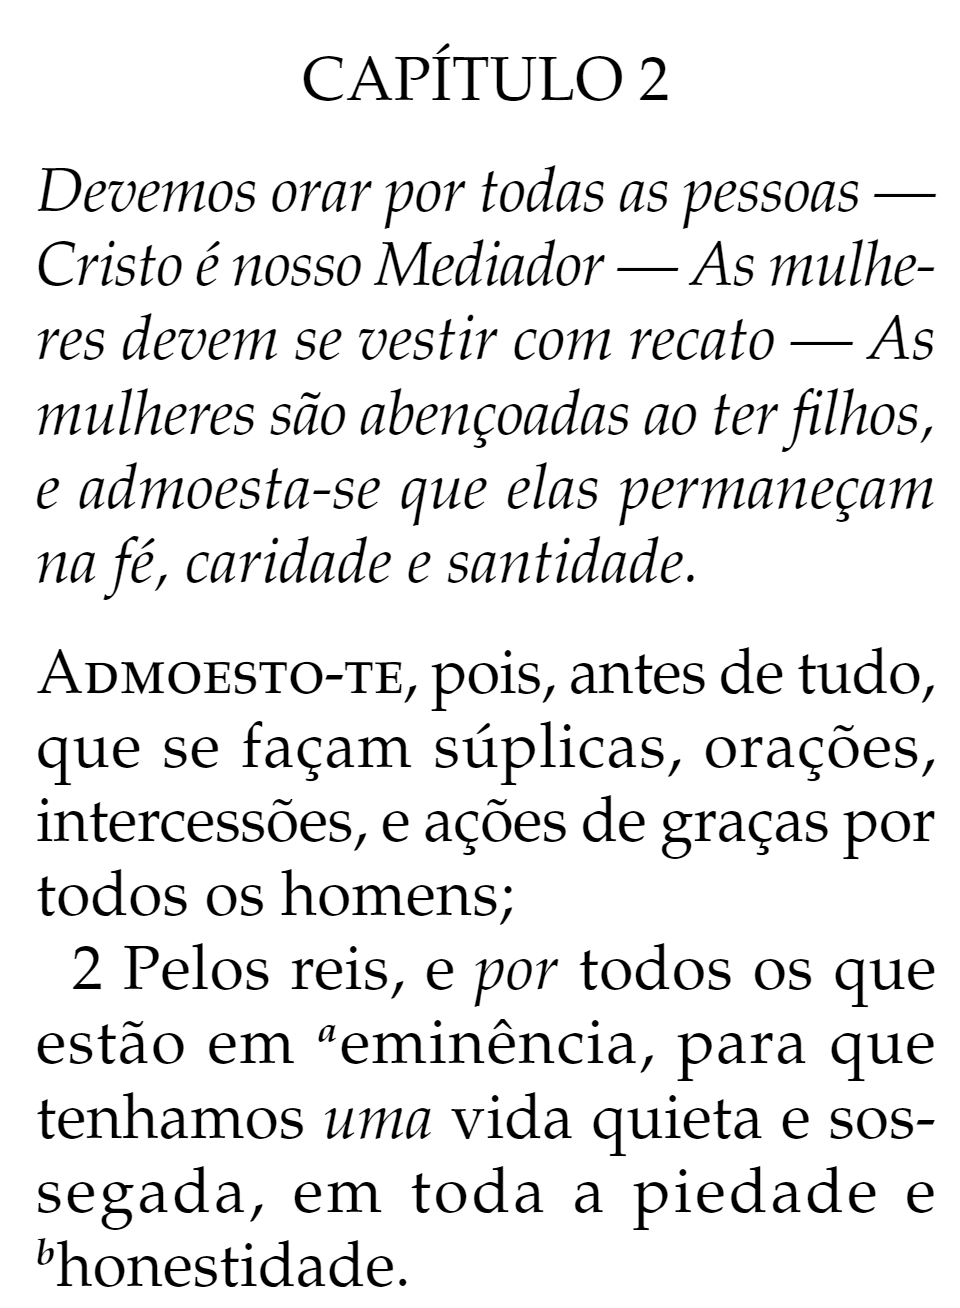 CAPÍTULO 2
Devemos orar por todas as pessoas —
Cristo é nosso Mediador — As mulhe-
res devem se vestir com recato — As
mulheres são abençoadas ao ter filhos,
e admoesta-se que elas permaneçam
na fé, caridade e santidade.
ADMOESTO-TE, pois, antes de tudo,
que se façam súplicas, orações,
intercessões, e ações de graças por
todos os homens;
2 Pelos reis, e por todos os que
estão em ᵃeminência, para que
tenhamos uma vida quieta e sos-
segada, em toda a piedade e
ᵇhonestidade.